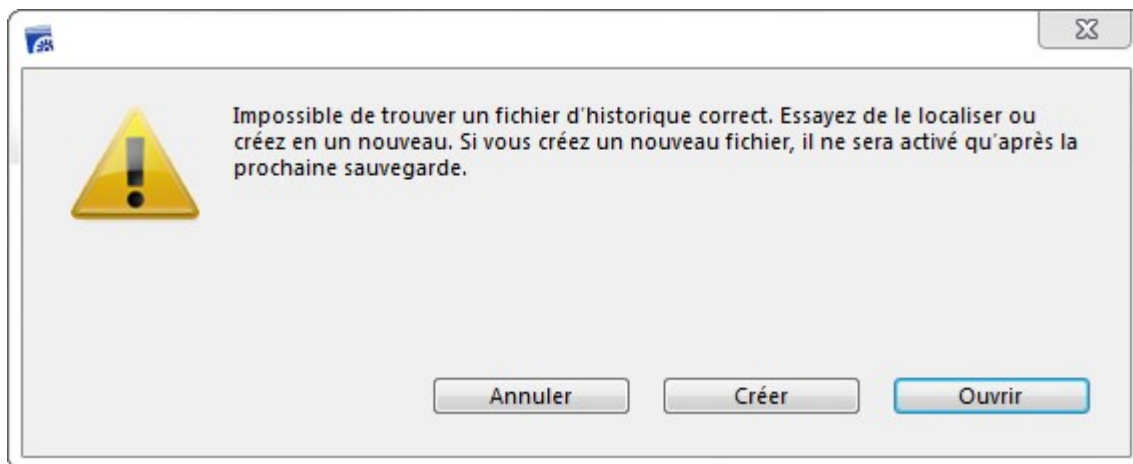 Impossible de trouver un fichier d'historique correct. Essayez de le localiser ou
créez en un nouveau. Si vous créez un nouveau fichier, il ne sera activé qu'après la
prochaine sauvegarde.
Annuler
Créer
Ouvrir